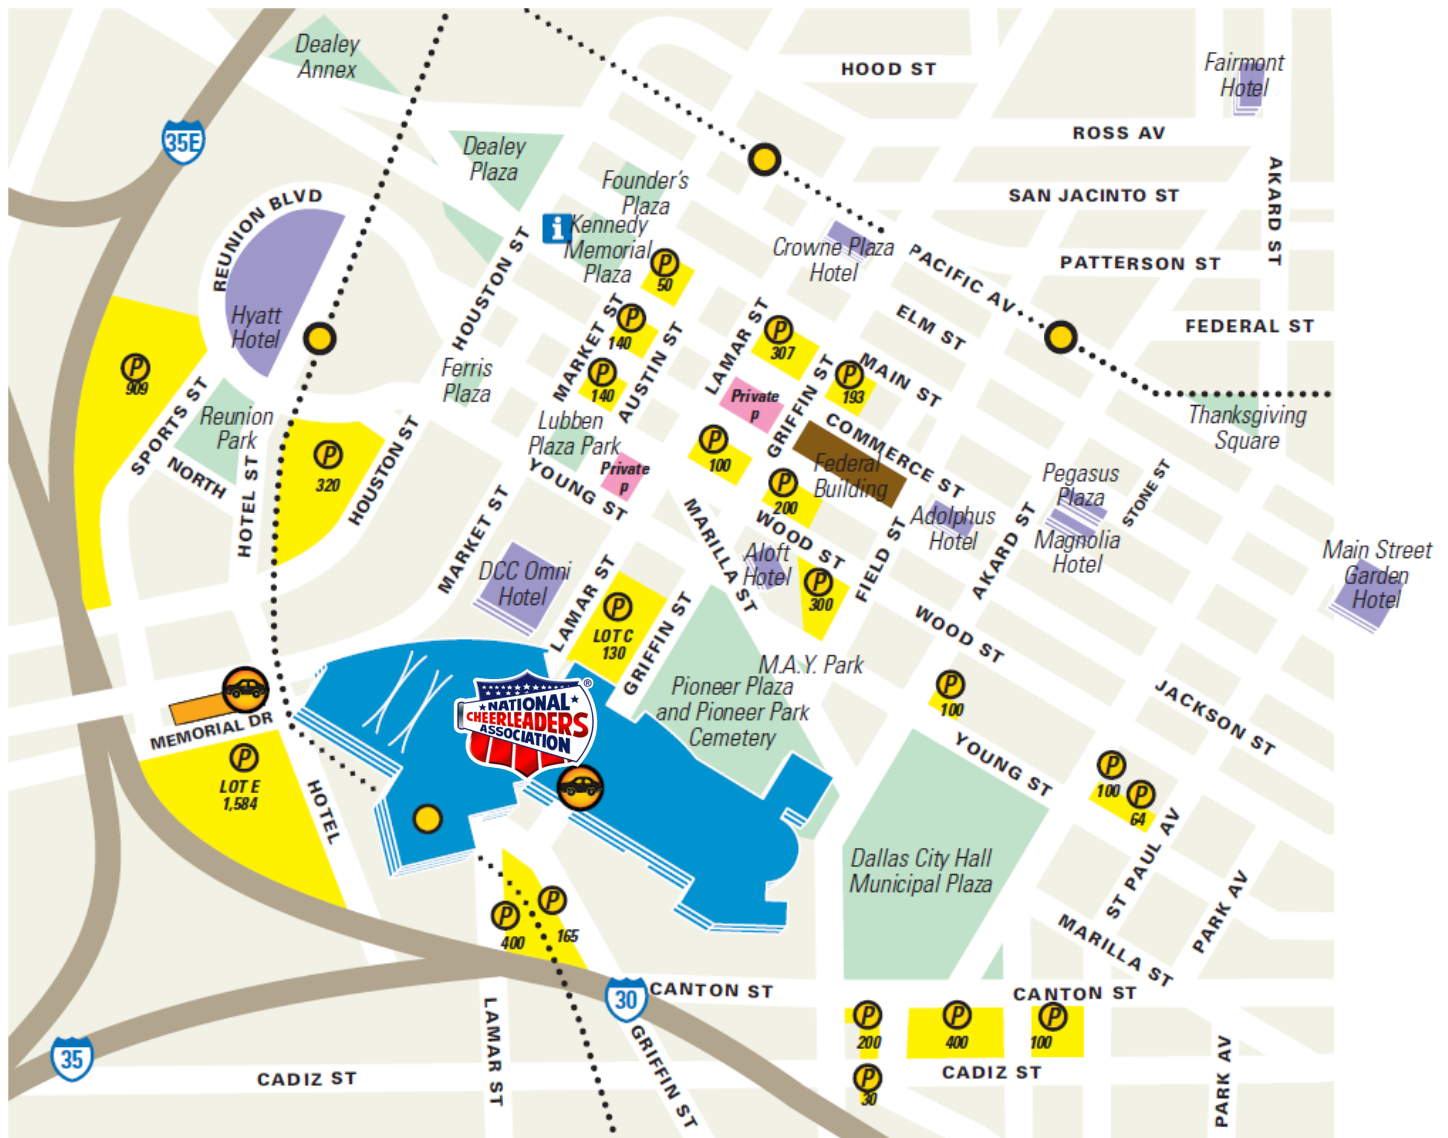 Dealey
Annex
HOOD ST
Fairmont
Hotel
35E
ROSS AV
Dealey
Plaza
SAN JACINTO ST
AKARD ST
REUNION BLVD
Founder's
Plaza
i
Kennedy
Memorial
Plaza
P
50
Crowne Plaza
Hotel
PACIFIC AV
PATTERSON ST
HOUSTON ST
Hyatt
Hotel
MARKET ST
P
140
AUSTIN ST
LAMAR ST
P
307
ELM ST
FEDERAL ST
P
909
Ferris
Plaza
P
140
GRIFFIN ST
P
193
MAIN ST
Private
P
SPORTS ST
Reunion
Park
Lubben
Plaza Park
COMMERCE ST
Thanksgiving
Square
P
320
HOUSTON ST
P
100
Federal
Building
NORTH
HOTEL ST
YOUNG ST
Private
P
P
200
Pegasus
Plaza
STONE ST
MARKET ST
MARILLA ST
WOOD ST
FIELD ST
Adolphus
Hotel
AKARD ST
Magnolia
Hotel
Main Street
Garden
Hotel
DCC Omni
Hotel
LAMAR ST
Aloft
Hotel
P
300
P
LOT C
130
GRIFFIN ST
WOOD ST
M.A.Y. Park
Pioneer Plaza
and Pioneer Park
Cemetery
P
100
JACKSON ST
NATIONAL
CHEERLEADERS
ASSOCIATION
®
MEMORIAL DR
P
LOT E
1,584
HOTEL
YOUNG ST
P
100
P
64
ST PAUL AV
Dallas City Hall
Municipal Plaza
PARK AV
P
400
P
165
MARILLA ST
30
CANTON ST
CANTON ST
35
LAMAR ST
GRIFFIN ST
P
200
P
400
P
100
CADIZ ST
CADIZ ST
P
30
PARK AV